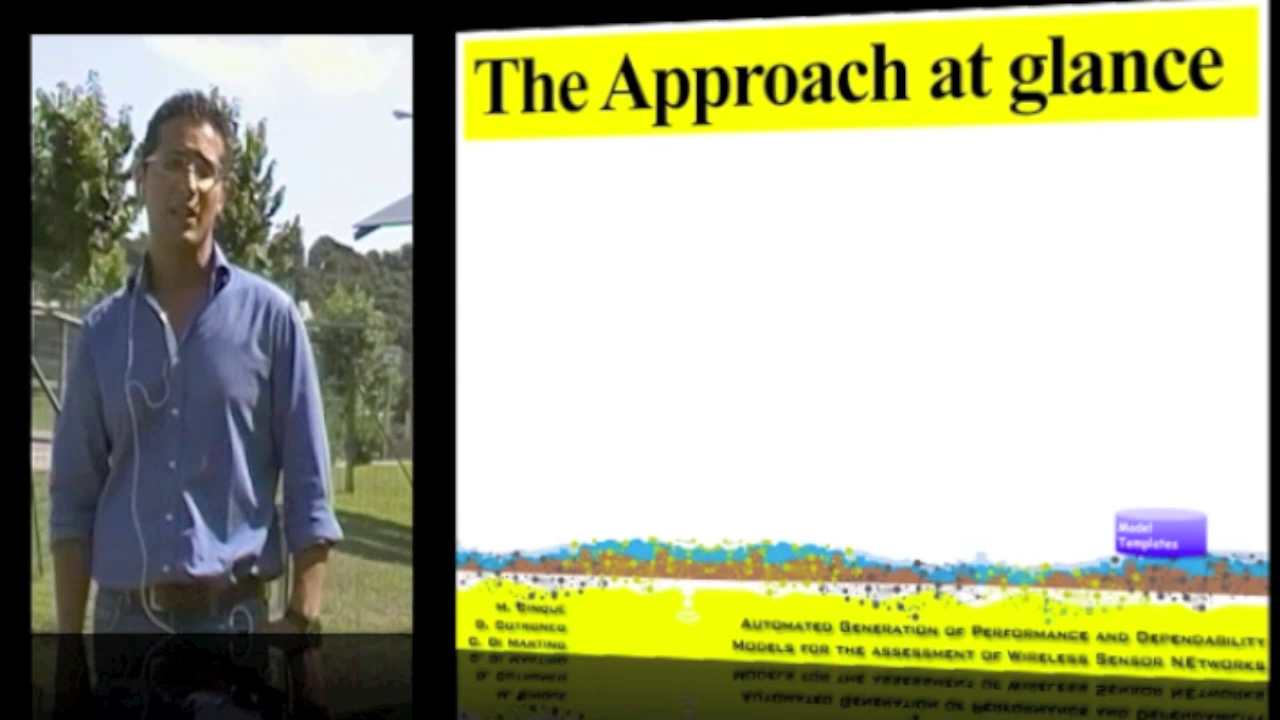 The Approach at glance
Model
Templates
M. Cinque
D. Cotroneo
C. Di Martino
Automated Generation of Performance and Dependability
Models for the assessment of Wireless Sensor NEtworks